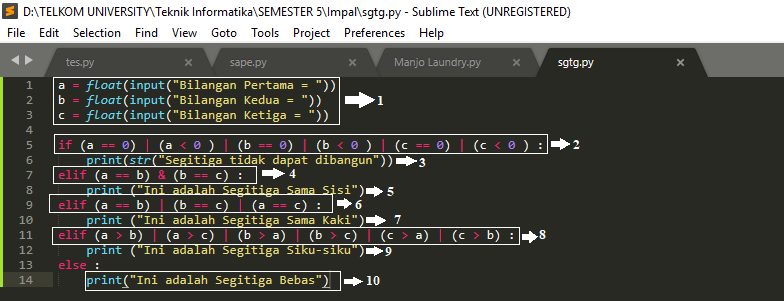 D:\TELKOM UNIVERSITY\Teknik Informatika\SEMESTER 5\Impal\sgtg.py - Sublime Text (UNREGISTERED)
File Edit Selection Find View Goto Tools Project Preferences Help
tes.py × sape.py × Manjo Laundry.py × sgtg.py ×
1 a = float(input("Bilangan Pertama = "))
2 b = float(input("Bilangan Kedua = ")) 1
3 c = float(input("Bilangan Ketiga = "))
4
5 if (a == 0) | (a < 0 ) | (b == 0) | (b < 0 ) | (c == 0) | (c < 0 ) : 2
6 print(str("Segitiga tidak dapat dibangun")) 3
7 elif (a == b) & (b == c) : 4
8 print ("Ini adalah Segitiga Sama Sisi") 5
9 elif (a == b) | (b == c) | (a == c) : 6
10 print ("Ini adalah Segitiga Sama Kaki") 7
11 elif (a > b) | (a > c) | (b > a) | (b > c) | (c > a) | (c > b) : 8
12 print ("Ini adalah Segitiga Siku-siku") 9
13 else :
14 print("Ini adalah Segitiga Bebas") 10